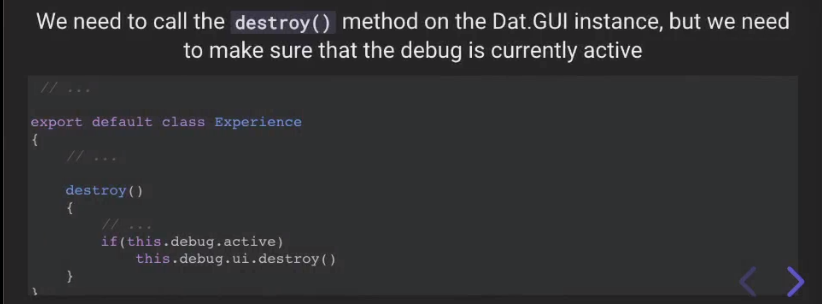 We need to call the destroy() method on the Dat.GUI instance, but we need
to make sure that the debug is currently active
// ...
export default class Experience
{
// ...
destroy()
{
// ...
if(this.debug.active)
this.debug.ui.destroy()
}
}